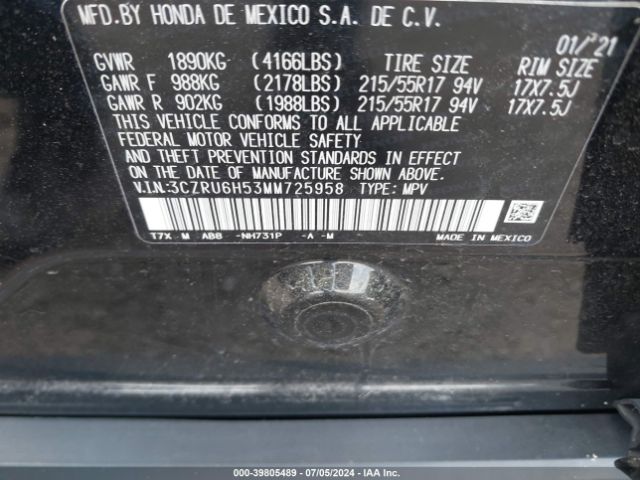 MFD.BY HONDA DE MEXICO S.A. DE C.V.
01/21
GVWR 1890KG (4166LBS) TIRE SIZE RIM SIZE
GAWR F 988KG (2178LBS) 215/55R17 94V 17X7.5J
GAWR R 902KG (1988LBS) 215/55R17 94V 17X7.5J
THIS VEHICLE CONFORMS TO ALL APPLICABLE
FEDERAL MOTOR VEHICLE SAFETY
AND THEFT PREVENTION STANDARDS IN EFFECT
ON THE DATE OF MANUFACTURE SHOWN ABOVE.
V.I.N:3CZRU6H53MM725958 TYPE: MPV
T7X M ABB -NH731P -A -M MADE IN MEXICO
000-39805489 - 07/05/2024 - IAAI.COM